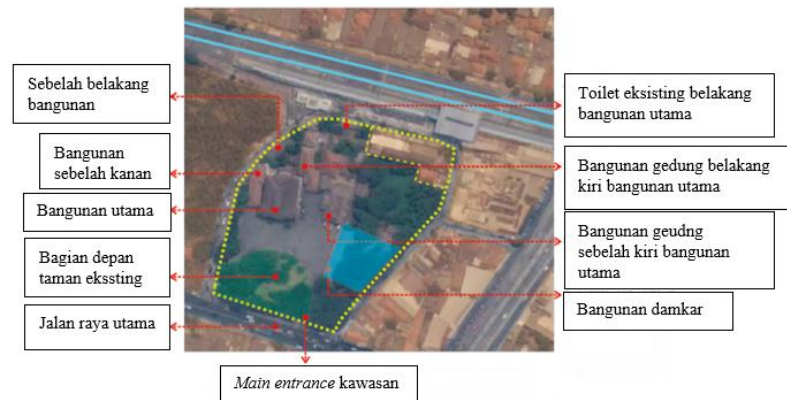 Sebelah belakang
bangunan
Bangunan
sebelah kanan
Bangunan utama
Bagian depan
taman ekssting
Jalan raya utama
Main entrance kawasan
Toilet eksisting belakang
bangunan utama
Bangunan gedung belakang
kiri bangunan utama
Bangunan geudng
sebelah kiri bangunan
utama
Bangunan damkar